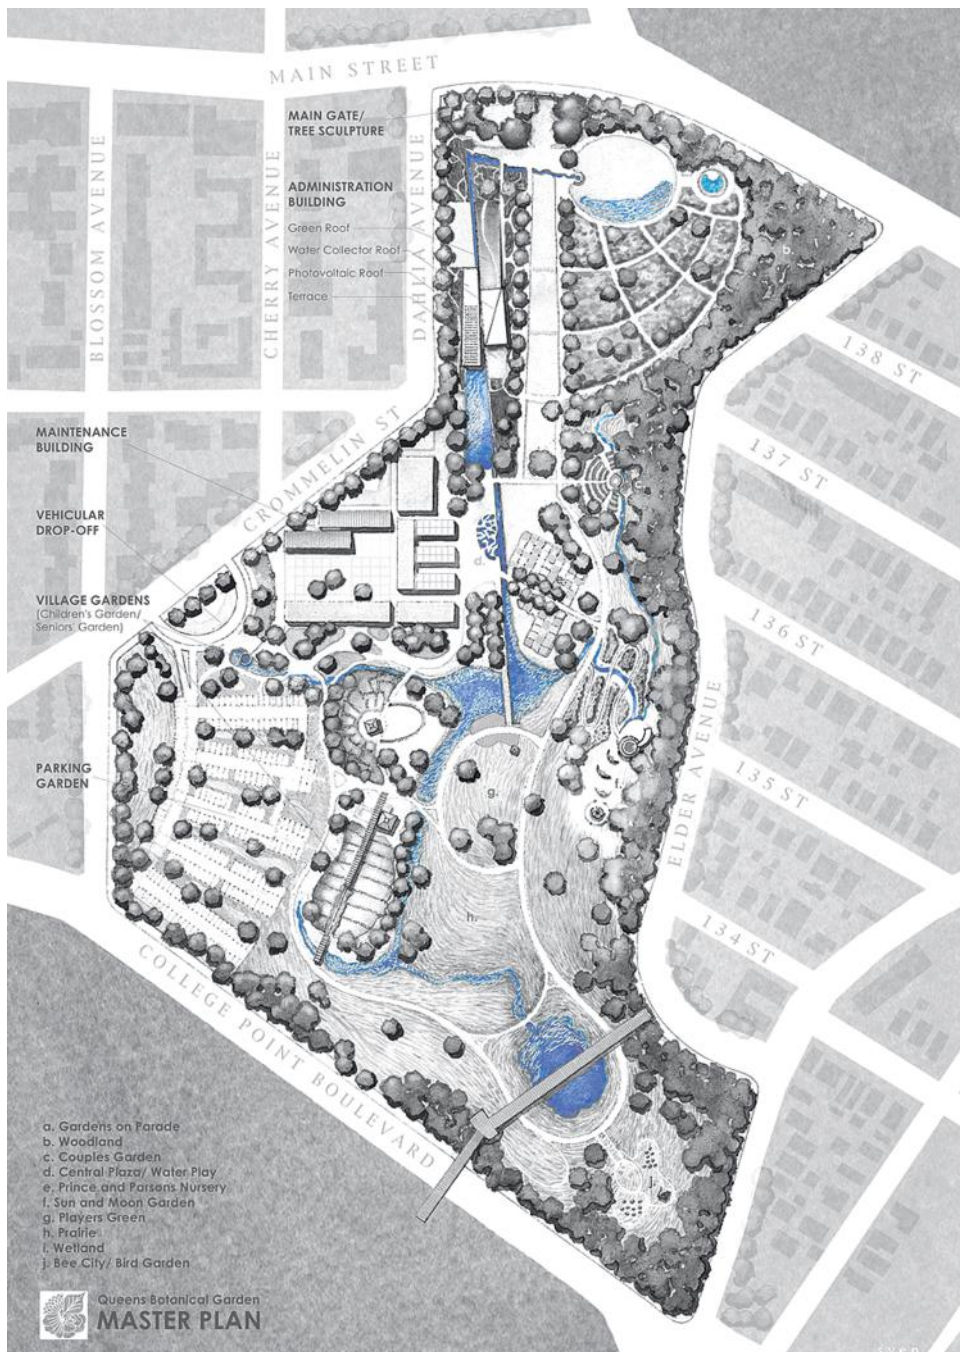 MAIN STREET
MAIN GATE/
TREE SCULPTURE
ADMINISTRATION
BUILDING
Green Roof
Water Collector Roof
Photovoltaic Roof
Terrace
BLOSSOM AVENUE
CHERRY AVENUE
DAHLIA AVENUE
b.
138 ST
137 ST
136 ST
135 ST
134 ST
ELDER AVENUE
CROMMELIN ST
MAINTENANCE
BUILDING
VEHICULAR
DROP-OFF
VILLAGE GARDENS
(Children's Garden/
Seniors' Garden)
PARKING
GARDEN
c.
d.
f.
g.
h.
j.
COLLEGE POINT BOULEVARD
a. Gardens on Parade
b. Woodland
c. Couples Garden
d. Central Plaza/ Water Play
e. Prince and Parsons Nursery
f. Sun and Moon Garden
g. Players Green
h. Prairie
i. Wetland
j. Bee City/ Bird Garden
Queens Botanical Garden
MASTER PLAN